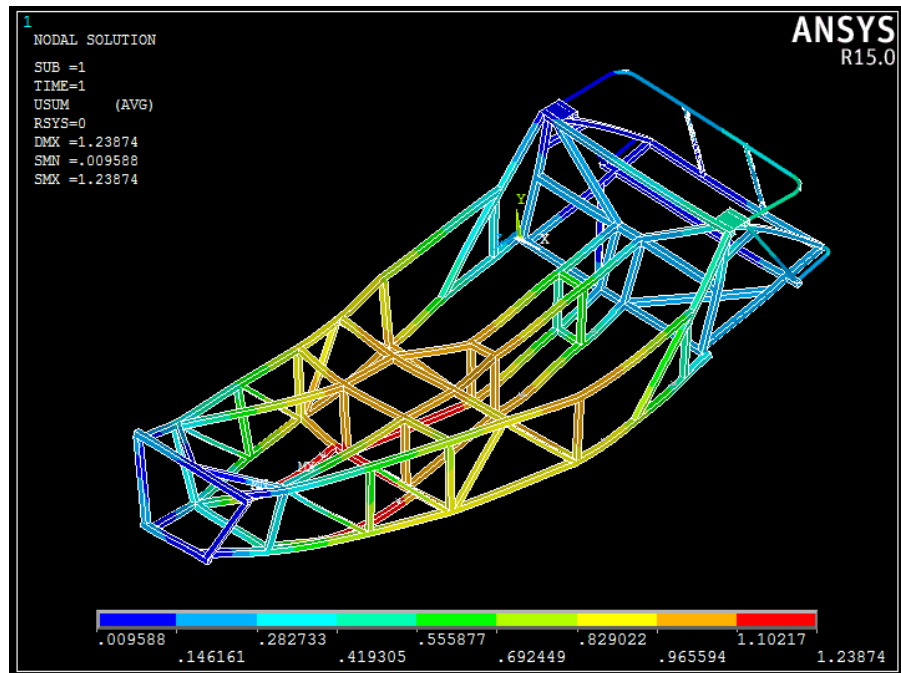 1
NODAL SOLUTION
SUB =1
TIME=1
USUM (AVG)
RSYS=0
DMX =1.23874
SMN =.009588
SMX =1.23874
ANSYS
R15.0
Y
X
MX
.009588 .282733 .555877 .829022 1.10217
.146161 .419305 .692449 .965594 1.23874